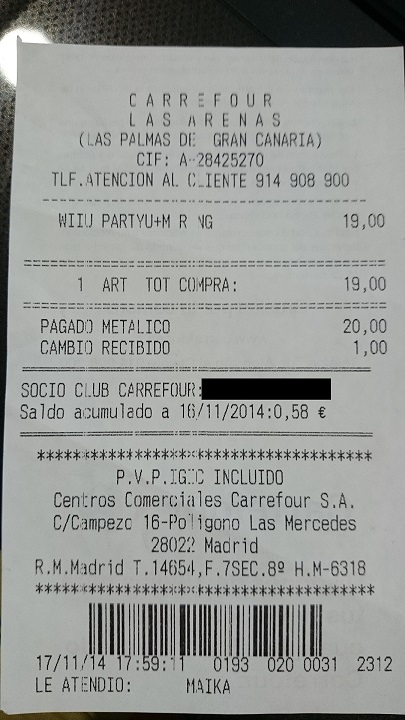 CARREFOUR
LAS ARENAS
(LAS PALMAS DE GRAN CANARIA)
CIF: A-28425270
TLF.ATENCION AL CLIENTE 914 908 900
WIIU PARTYU+M R NG 19,00
1 ART TOT COMPRA: 19,00
PAGADO METALICO 20,00
CAMBIO RECIBIDO 1,00
SOCIO CLUB CARREFOUR:
Saldo acumulado a 16/11/2014:0,58 €
P.V.P.IGIC INCLUIDO
Centros Comerciales Carrefour S.A.
C/Campezo 16-Poligono Las Mercedes
28022 Madrid
R.M.Madrid T.14654,F.7SEC.8º H.M-6318
17/11/14 17:59:11 0193 020 0031 2312
LE ATENDIO: MAIKA